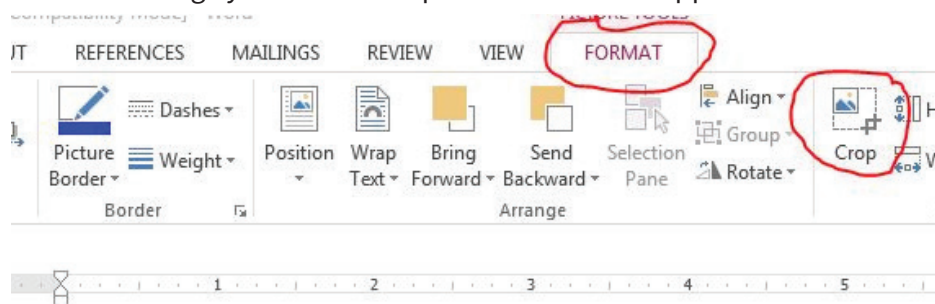 REFERENCES MAILINGS REVIEW VIEW FORMAT
Dashes
Weight
Picture Border
Position
Wrap Text
Bring Forward
Send Backward
Selection Pane
Align
Group
Rotate
Crop
Border
Arrange
1 2 3 4 5